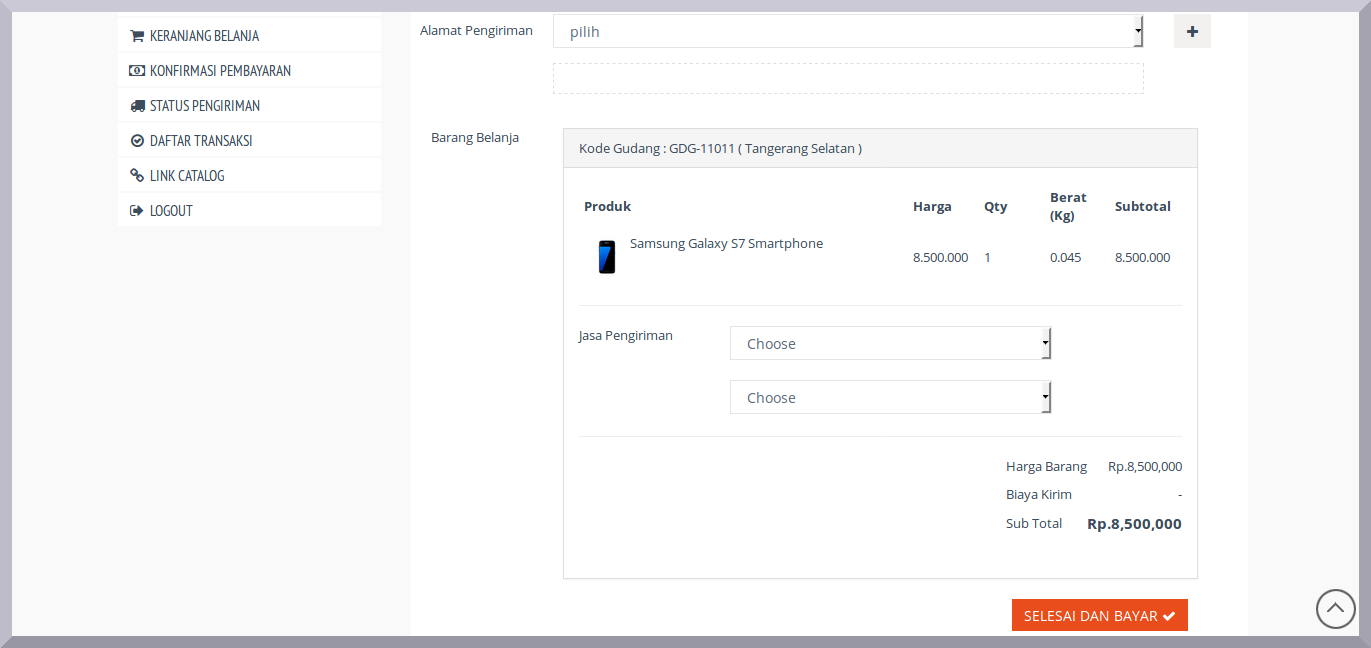 KERANJANG BELANJA
KONFIRMASI PEMBAYARAN
STATUS PENGIRIMAN
DAFTAR TRANSAKSI
LINK CATALOG
LOGOUT
Alamat Pengiriman pilih
Barang Belanja
Kode Gudang : GDG-11011 ( Tangerang Selatan )
Produk Harga Qty Berat (Kg) Subtotal
Samsung Galaxy S7 Smartphone 8.500.000 1 0.045 8.500.000
Jasa Pengiriman Choose
Choose
Harga Barang Rp.8,500,000
Biaya Kirim -
Sub Total Rp.8,500,000
SELESAI DAN BAYAR